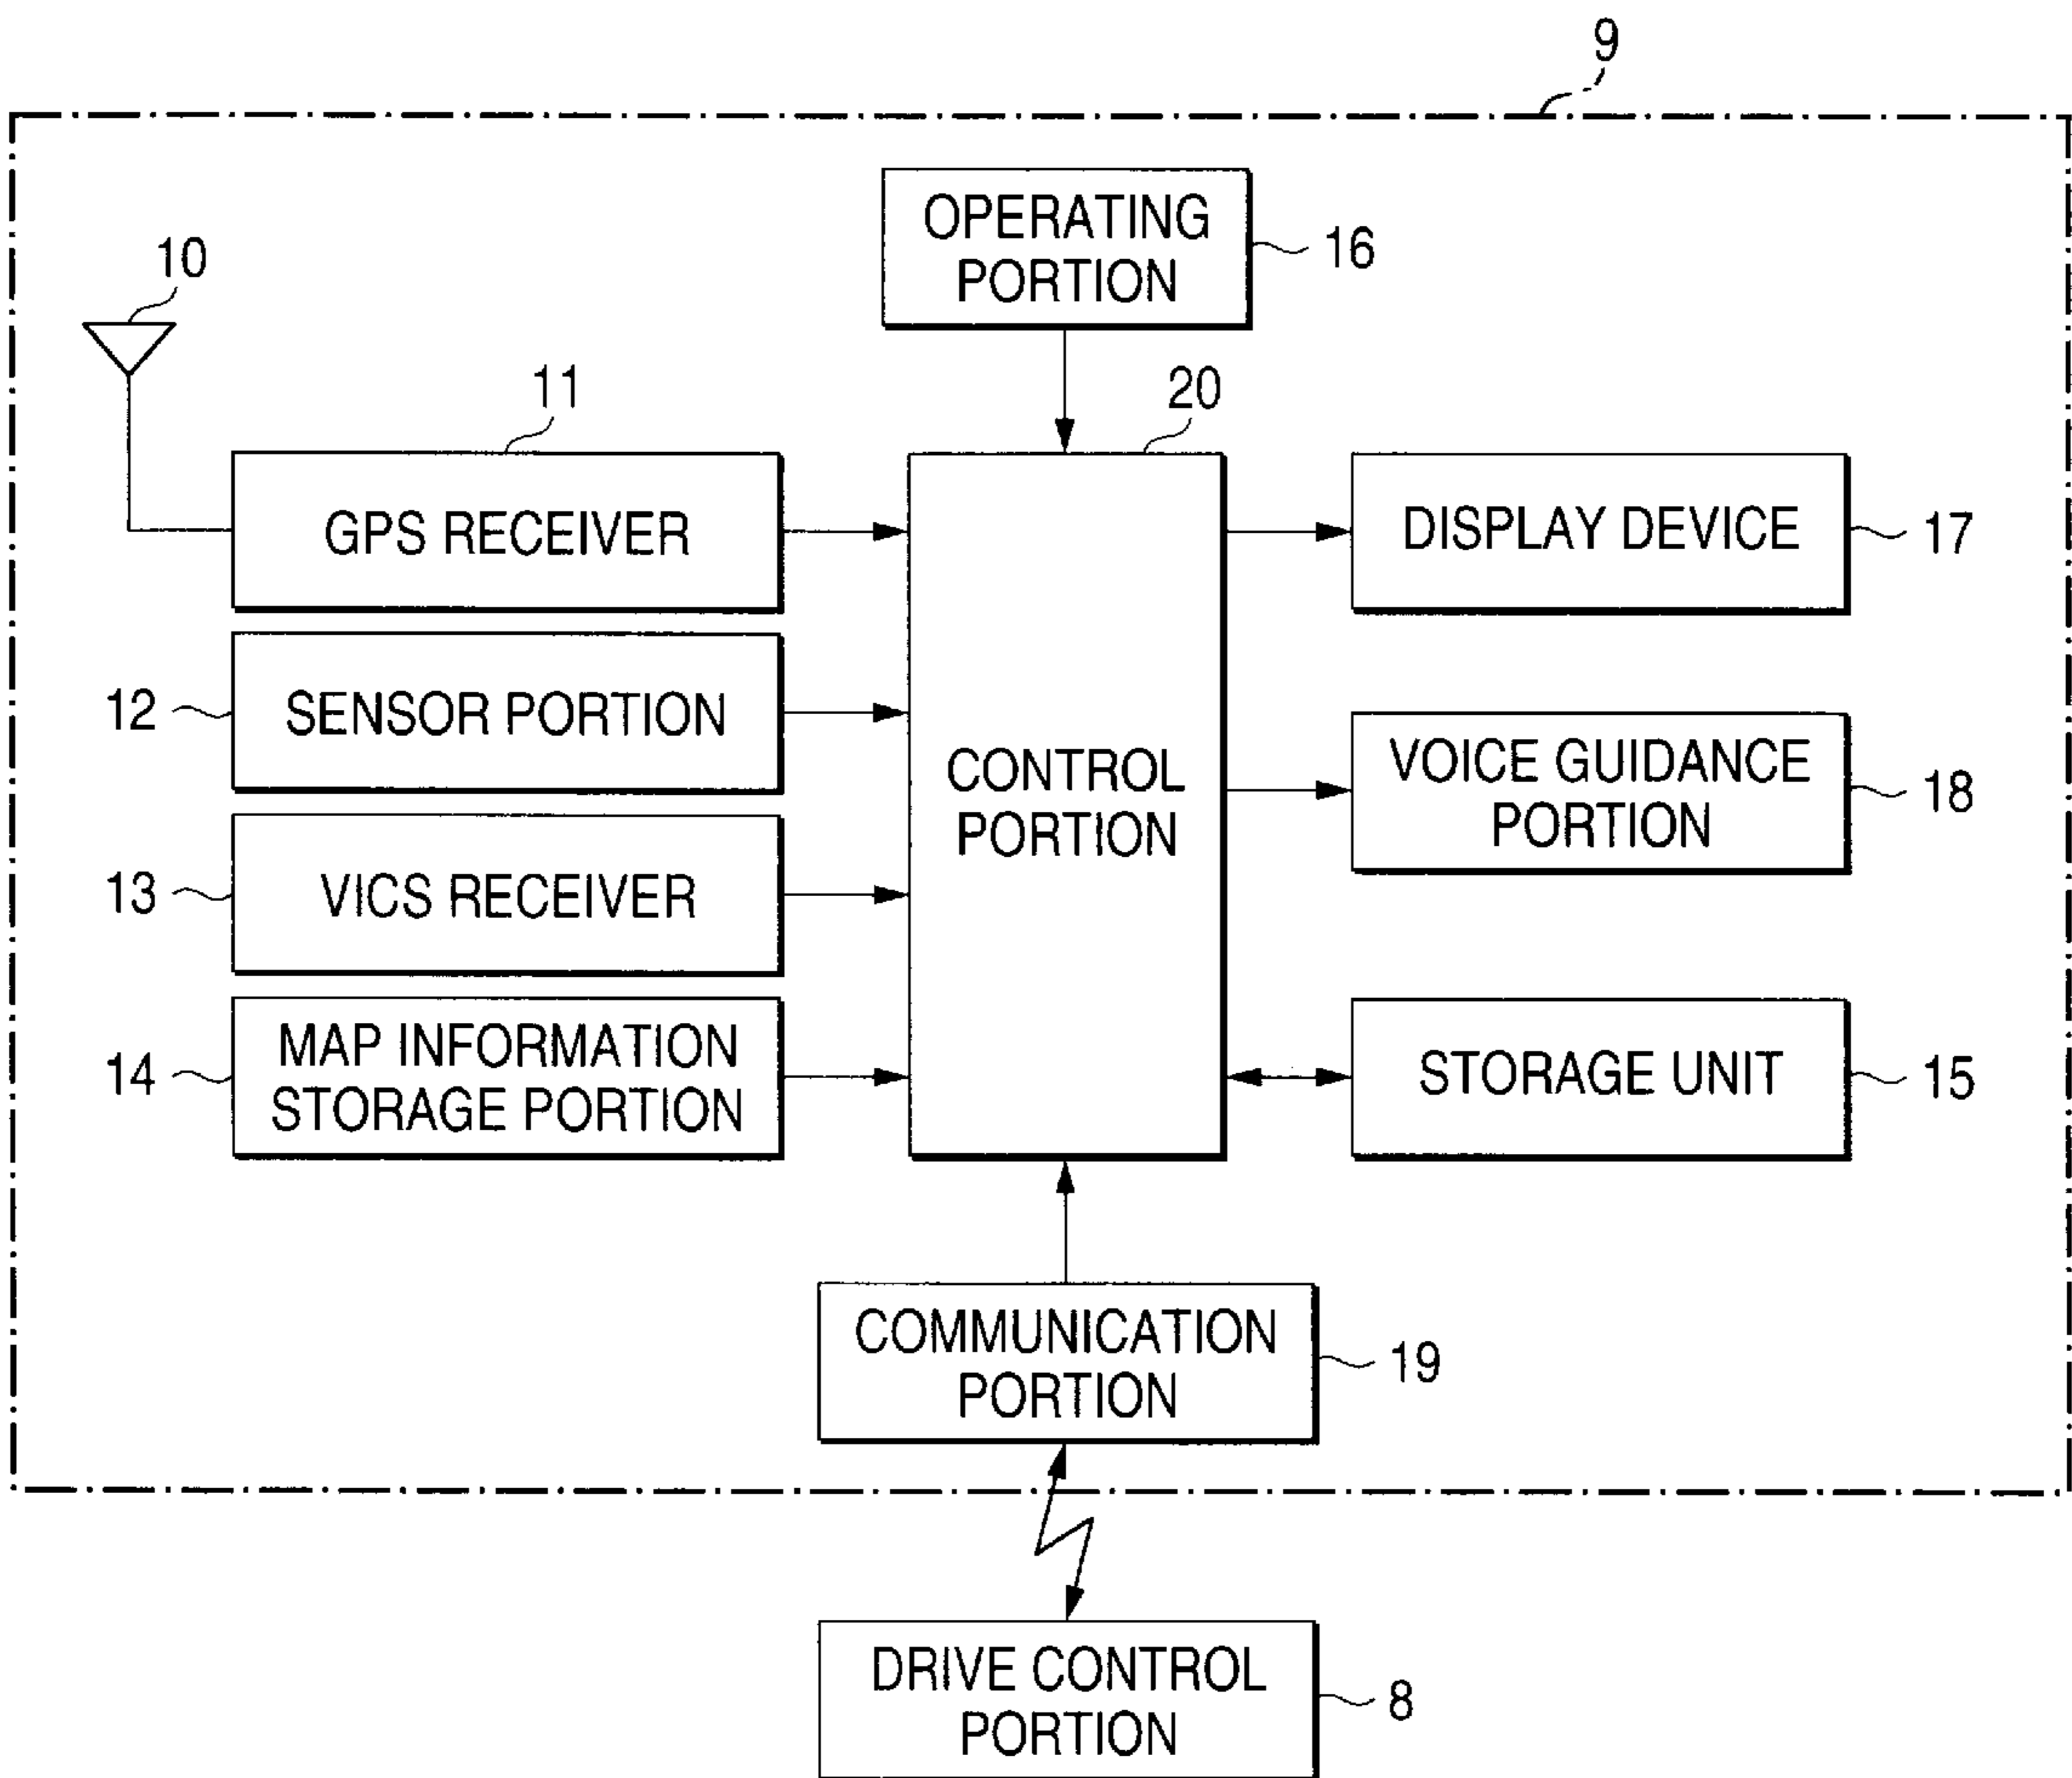 9
OPERATING
PORTION
16
10
11
20
GPS RECEIVER
DISPLAY DEVICE
17
12
SENSOR PORTION
CONTROL
PORTION
VOICE GUIDANCE
PORTION
18
13
VICS RECEIVER
14
MAP INFORMATION
STORAGE PORTION
STORAGE UNIT
15
COMMUNICATION
PORTION
19
DRIVE CONTROL
PORTION
8